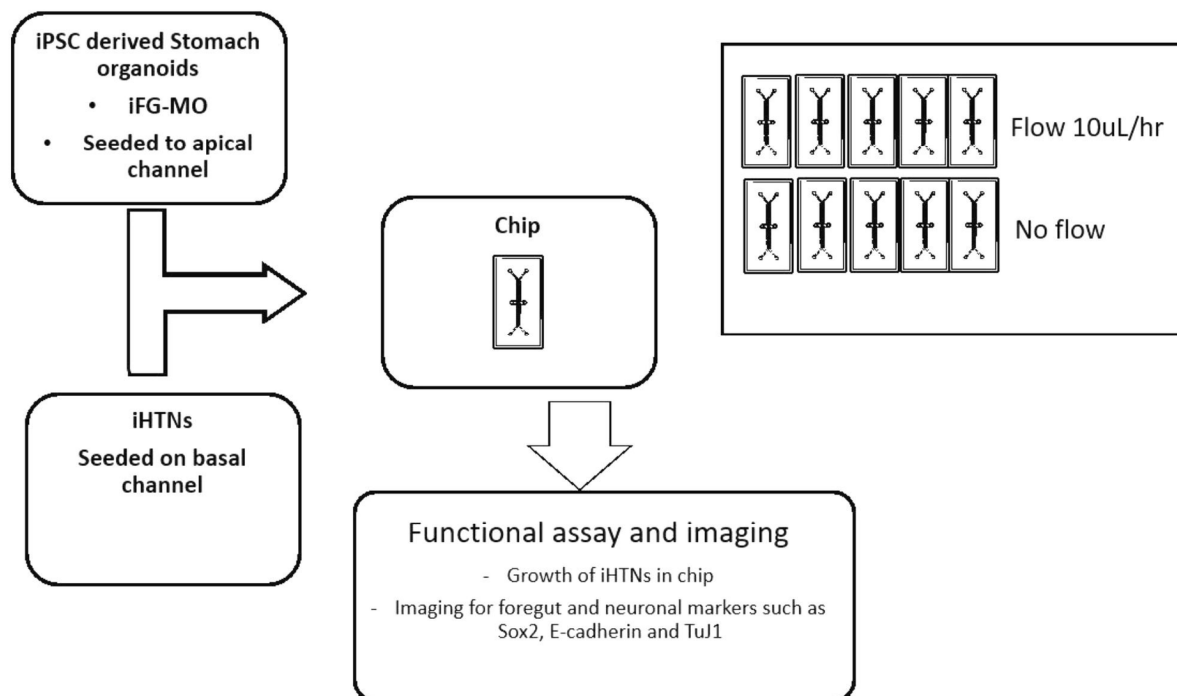 iPSC derived Stomach
organoids
• iFG-MO
• Seeded to apical
channel
iHTNs
Seeded on basal
channel
Chip
Flow 10uL/hr
No flow
Functional assay and imaging
- Growth of iHTNs in chip
- Imaging for foregut and neuronal markers such as
Sox2, E-cadherin and TuJ1